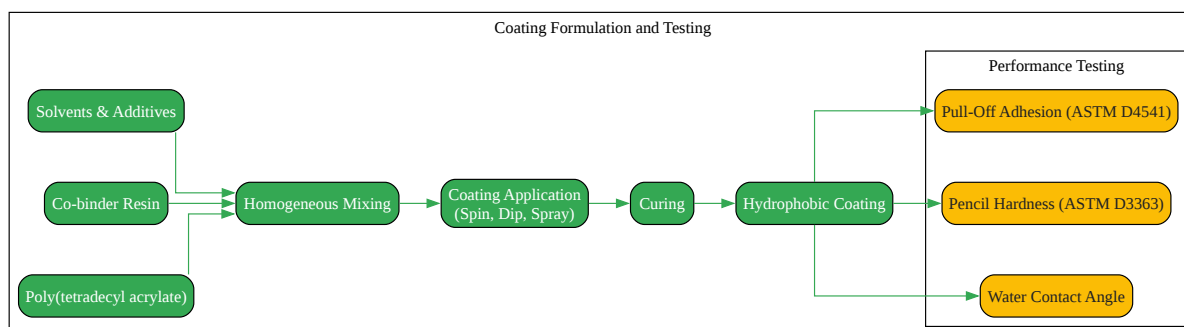 Coating Formulation and Testing
Performance Testing
Solvents & Additives
Pull-Off Adhesion (ASTM D4541)
Co-binder Resin
Homogeneous Mixing
Coating Application
(Spin, Dip, Spray)
Curing
Hydrophobic Coating
Pencil Hardness (ASTM D3363)
Poly(tetradecyl acrylate)
Water Contact Angle